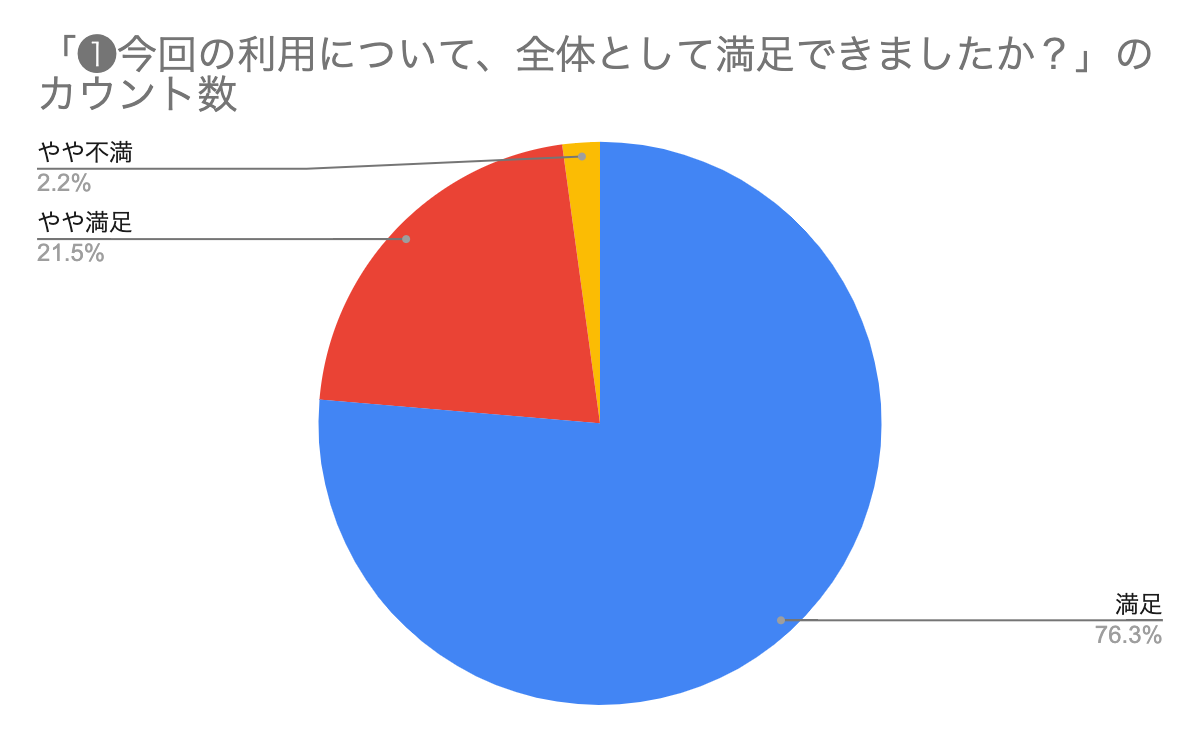 「❶今回の利用について、全体として満足できましたか？」の
カウント数
やや不満
2.2%
やや満足
21.5%
満足
76.3%